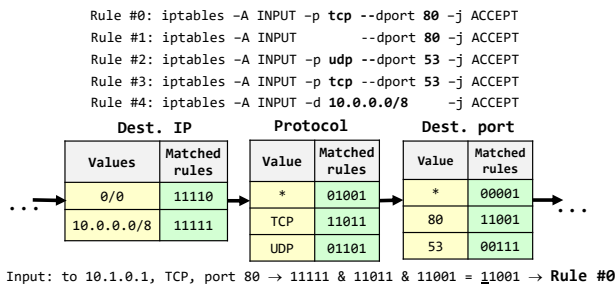 Rule #0: iptables –A INPUT –p tcp --dport 80 –j ACCEPT
Rule #1: iptables –A INPUT --dport 80 –j ACCEPT
Rule #2: iptables –A INPUT –p udp --dport 53 –j ACCEPT
Rule #3: iptables –A INPUT –p tcp --dport 53 –j ACCEPT
Rule #4: iptables –A INPUT –d 10.0.0.0/8 –j ACCEPT
Dest. IP
Values Matched rules
0/0 11110
10.0.0.0/8 11111
Protocol
Value Matched rules
* 01001
TCP 11011
UDP 01101
Dest. port
Value Matched rules
* 00001
80 11001
53 00111
... ...
Input: to 10.1.0.1, TCP, port 80 → 11111 & 11011 & 11001 = 11001 → Rule #0